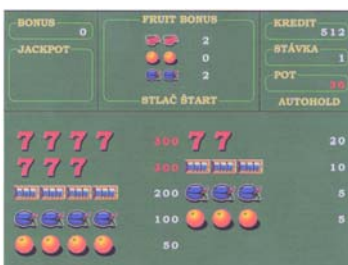 BONUS
0
JACKPOT
FRUIT BONUS
2
0
2
STLAČ ŠTART
KREDIT
512
STÁVKA
1
POT
30
AUTOHOLD
7 7 7 7 300
7 7 7 300
200
100
50
7 7 20
10
5
5